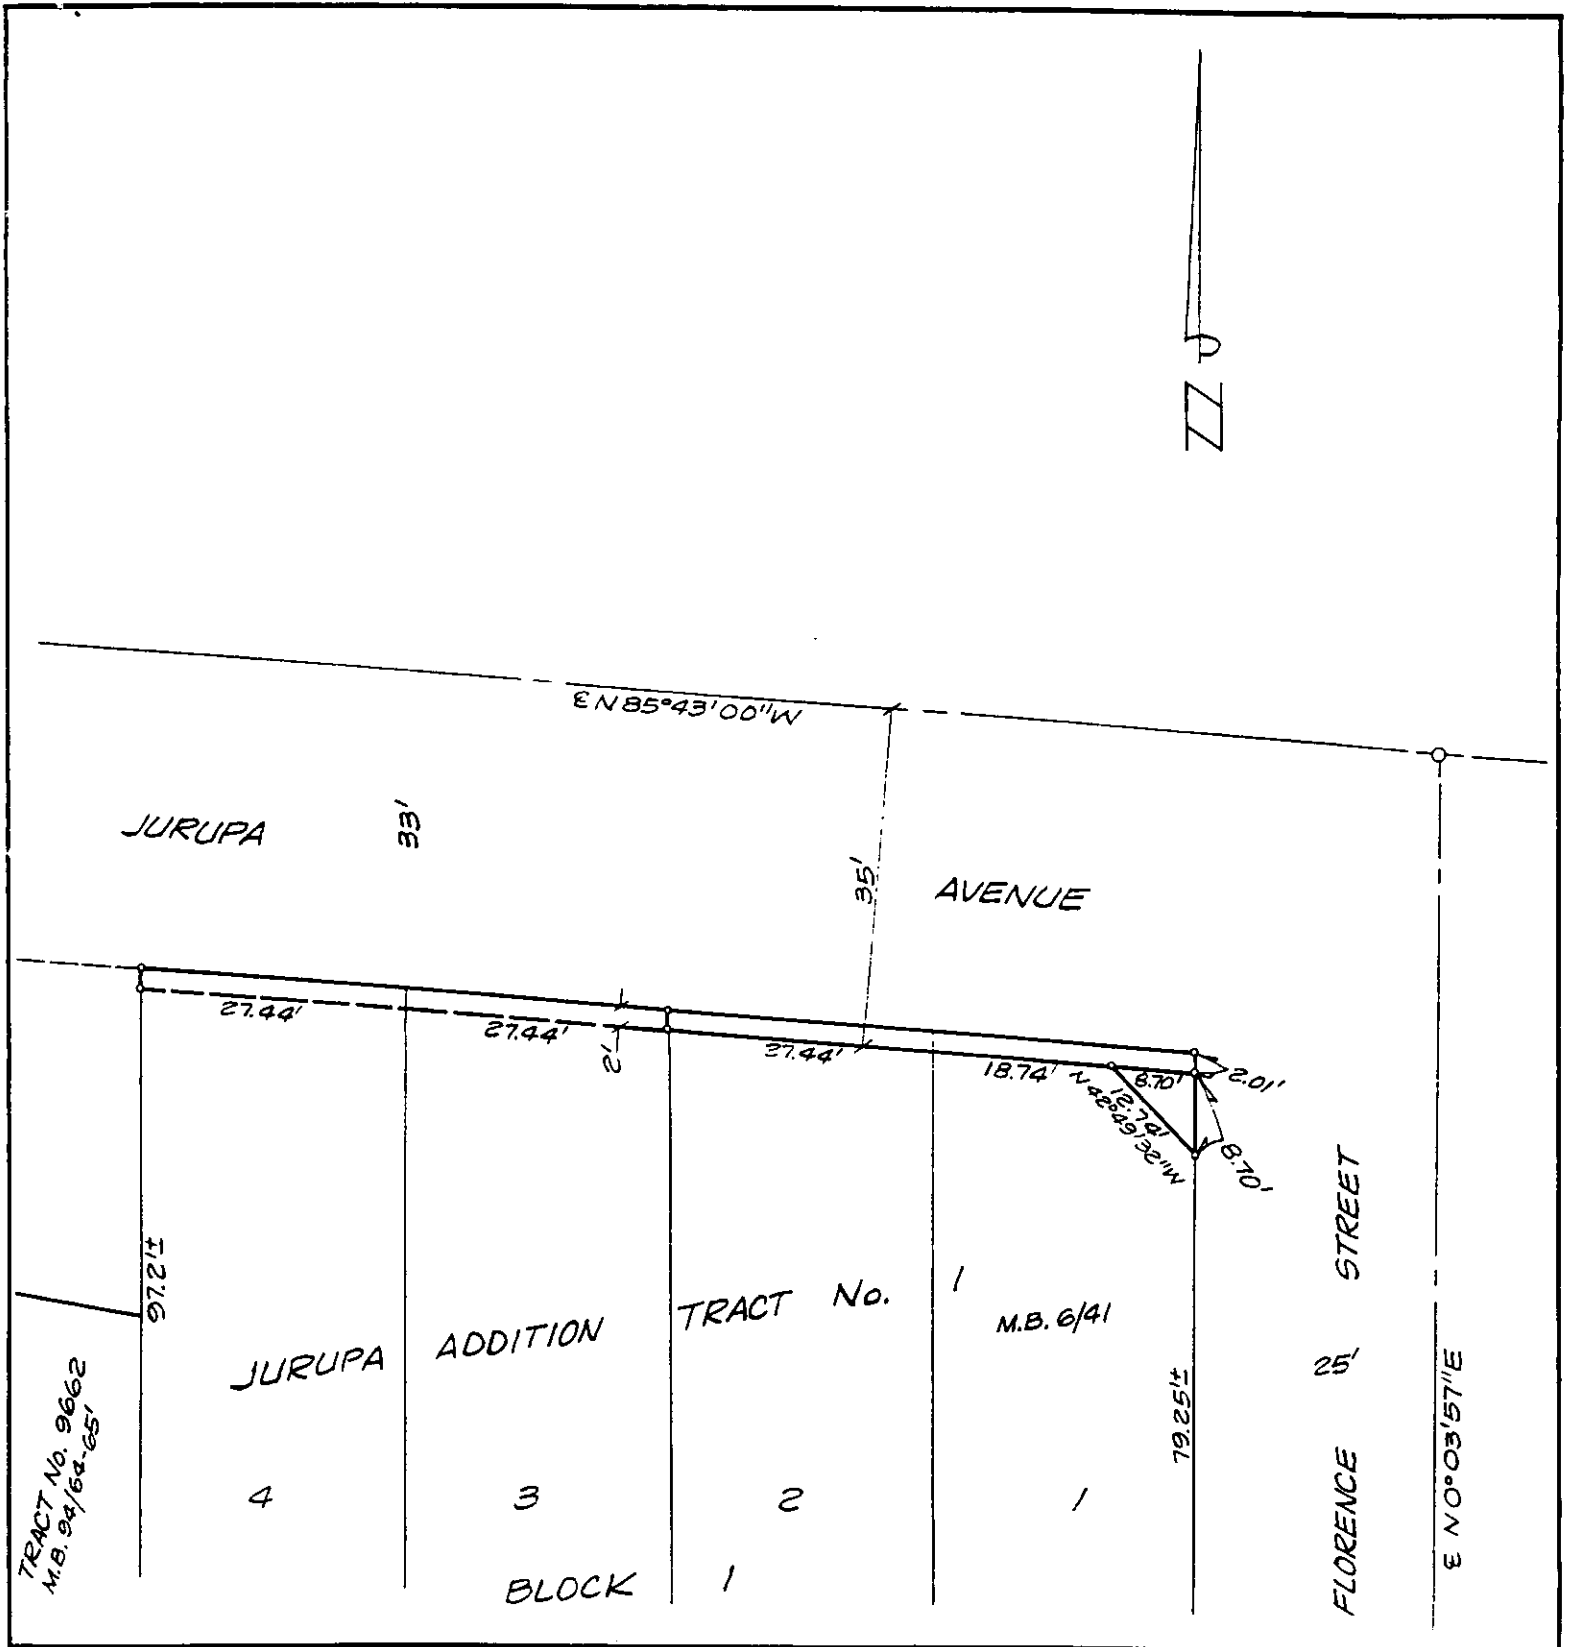 N
℄ N 85°43'00"W
JURUPA
33'
35'
AVENUE
27.44'
27.44'
2'
27.44'
18.74'
8.70'
2.01'
12.74'
N 42°49'32"W
8.70'
97.2'±
JURUPA ADDITION TRACT No. 1
M.B. 6/41
79.25'±
FLORENCE 25' STREET
℄ N 0°03'57"E
TRACT No. 9662
M.B. 94/64-65'
4
3
2
1
BLOCK 1